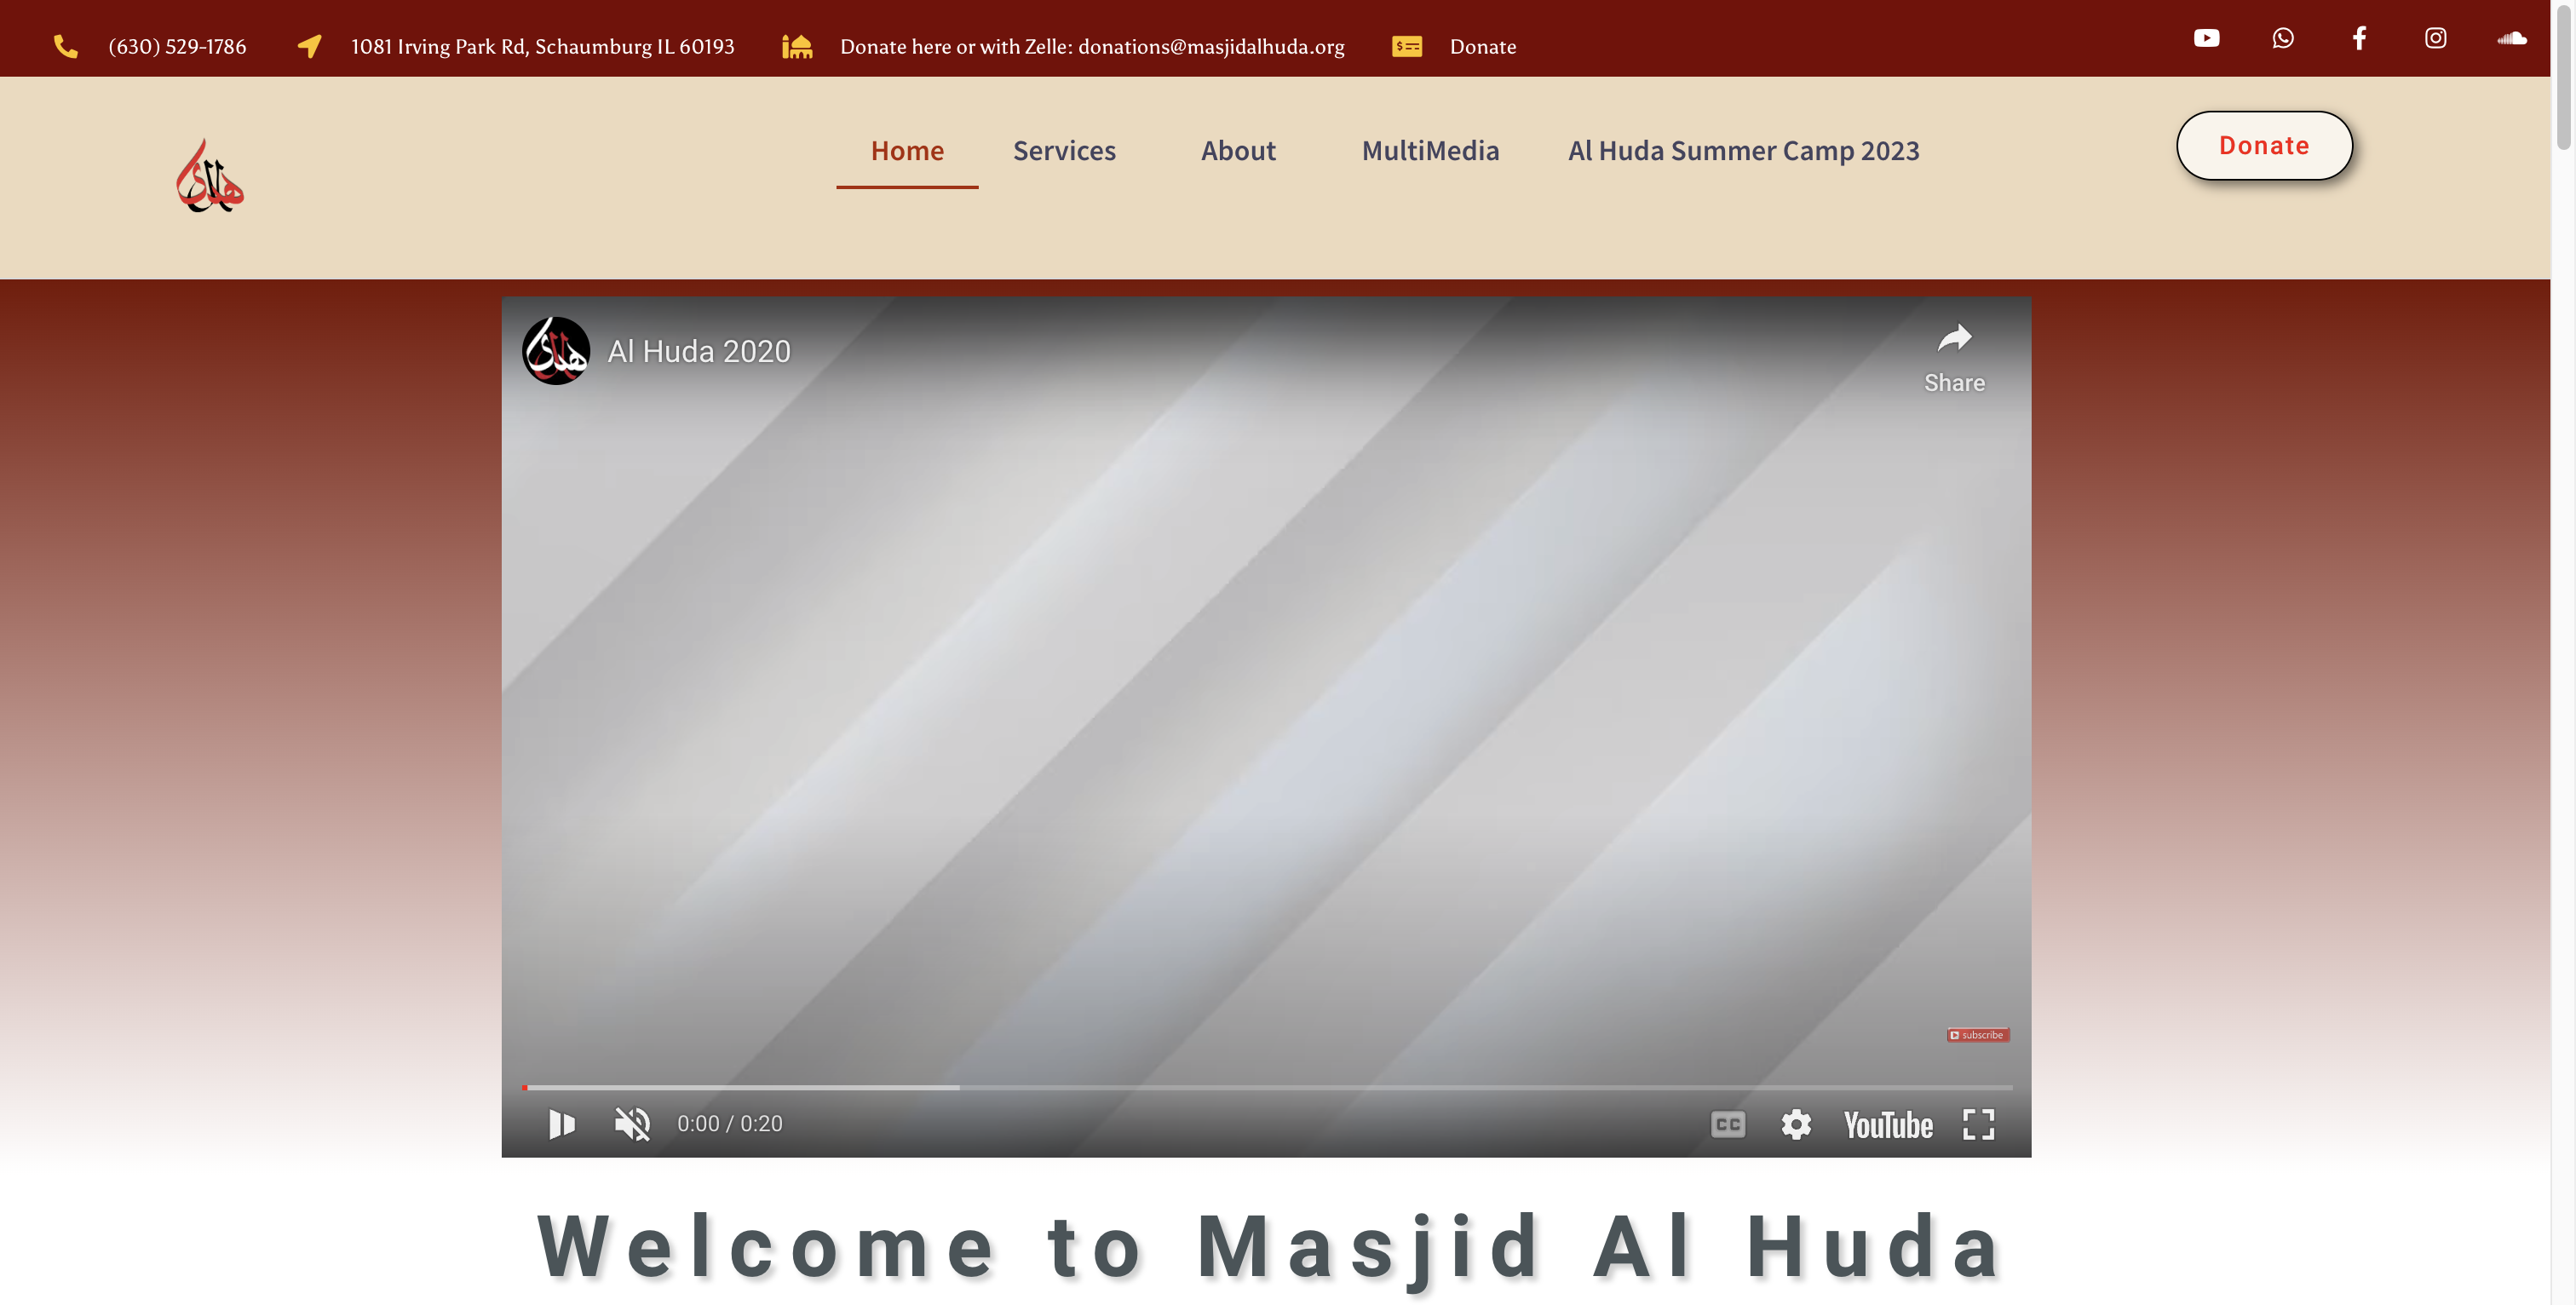 (630) 529-1786
1081 Irving Park Rd, Schaumburg IL 60193
Donate here or with Zelle: donations@masjidalhuda.org
Donate
هدى
Home
Services
About
MultiMedia
Al Huda Summer Camp 2023
Donate
Al Huda 2020
Share
subscribe
0:00 / 0:20
CC
YouTube
Welcome to Masjid Al Huda